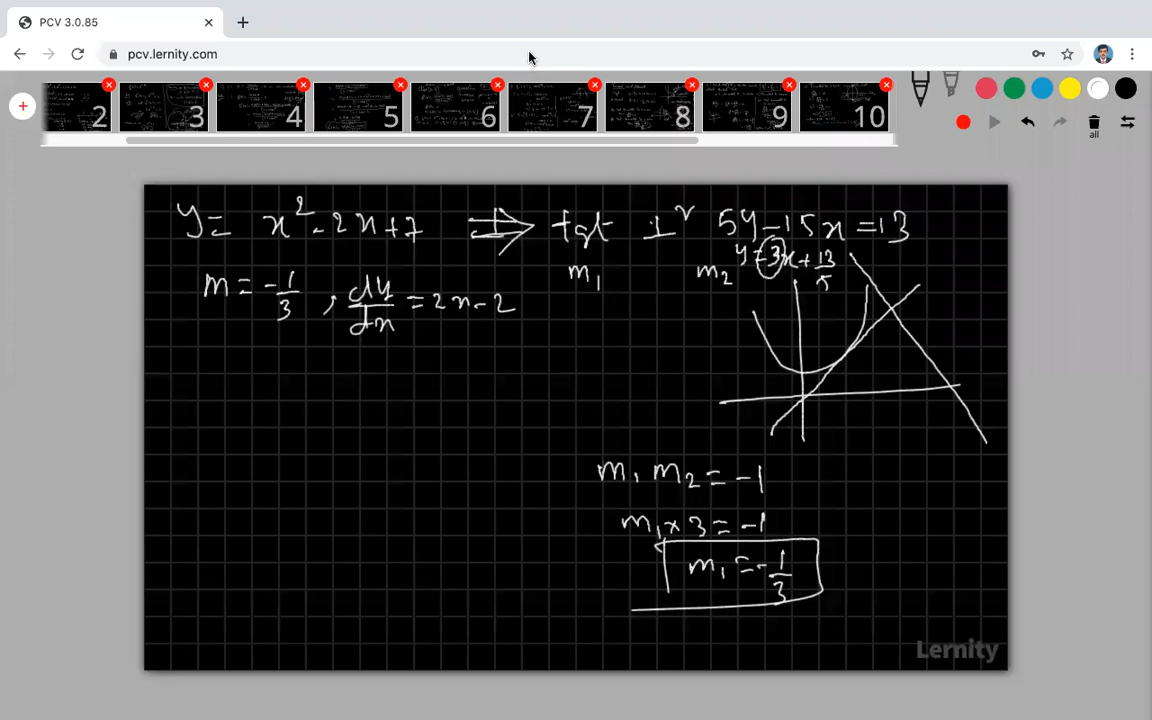 PCV 3.0.85
pcv.lernity.com
2 3 4 5 6 7 8 9 10
all
y = x² - 2x + 7 ⇒ tgt ⊥r 5y - 15x = 13
m₁ m₂ y = 3x + 13/5
m = -1/3 , dy/dx = 2x - 2
m₁ m₂ = -1
m₁ × 3 = -1
m₁ = -1/3
Lernity